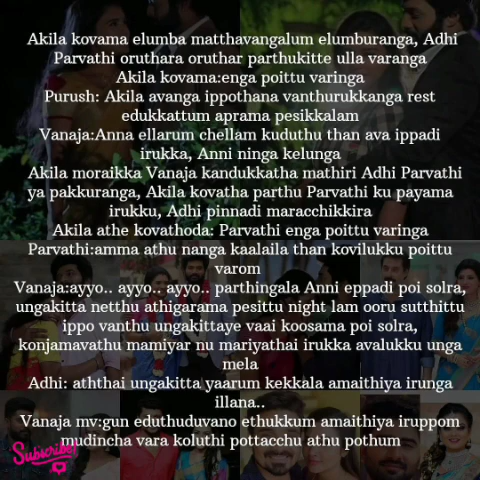 Akila kovama elumba matthavangalum elumburanga, Adhi
Parvathi oruthara oruthar parthukitte ulla varanga
Akila kovama:enga poittu varinga
Purush: Akila avanga ippothana vanthurukkanga rest
edukkattum aprama pesikkalam
Vanaja:Anna ellarum chellam kuduthu than ava ippadi
irukka, Anni ninga kelunga
Akila moraikka Vanaja kandukkatha mathiri Adhi Parvathi
ya pakkuranga, Akila kovatha parthu Parvathi ku payama
irukku, Adhi pinnadi maracchikkira
Akila athe kovathoda: Parvathi enga poittu varinga
Parvathi:amma athu nanga kaalaila than kovilukku poittu
varom
Vanaja:ayyo.. ayyo.. ayyo.. parthingala Anni eppadi poi solra,
ungakitta netthu athigarama pesittu night lam ooru sutthittu
ippo vanthu ungakittaye vaai koosama poi solra,
konjamavathu mamiyar nu mariyathai irukka avalukku unga
mela
Adhi: aththai ungakitta yaarum kekkala amaithiya irunga
illana..
Vanaja mv:gun eduthuduvano ethukkum amaithiya iruppom
mudincha vara koluthi pottacchu athu pothum
Subscribe!